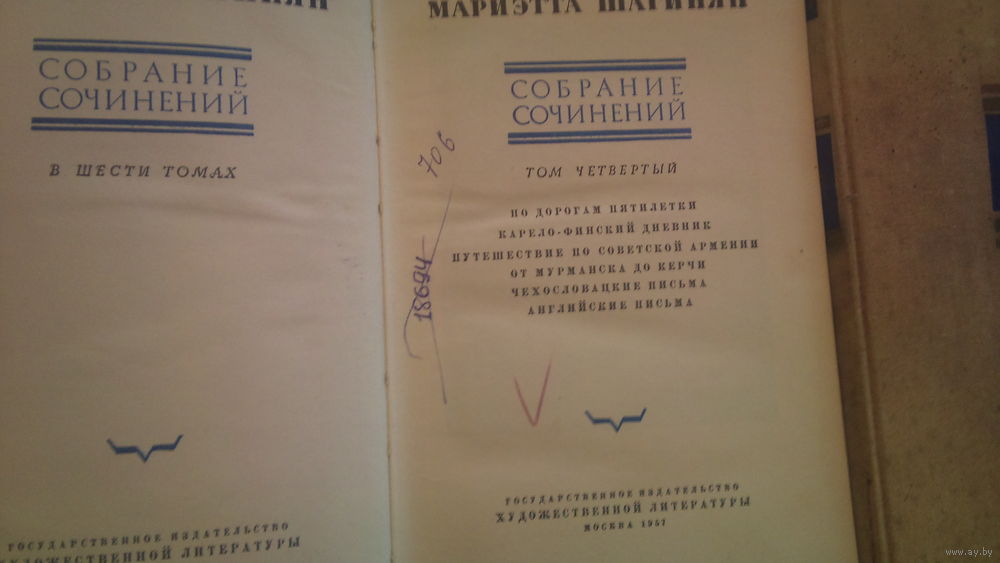 СОБРАНИЕ
СОЧИНЕНИЙ
В ШЕСТИ ТОМАХ
ГОСУДАРСТВЕННОЕ ИЗДАТЕЛЬСТВО
ХУДОЖЕСТВЕННОЙ ЛИТЕРАТУРЫ
МАРИЭТТА ШАГИНЯН
СОБРАНИЕ
СОЧИНЕНИЙ
ТОМ ЧЕТВЕРТЫЙ
ПО ДОРОГАМ ПЯТИЛЕТКИ
КАРЕЛО-ФИНСКИЙ ДНЕВНИК
ПУТЕШЕСТВИЕ ПО СОВЕТСКОЙ АРМЕНИИ
ОТ МУРМАНСКА ДО КЕРЧИ
ЧЕХОСЛОВАЦКИЕ ПИСЬМА
АНГЛИЙСКИЕ ПИСЬМА
706
18694
ГОСУДАРСТВЕННОЕ ИЗДАТЕЛЬСТВО
ХУДОЖЕСТВЕННОЙ ЛИТЕРАТУРЫ
МОСКВА 1957
www.ay.by